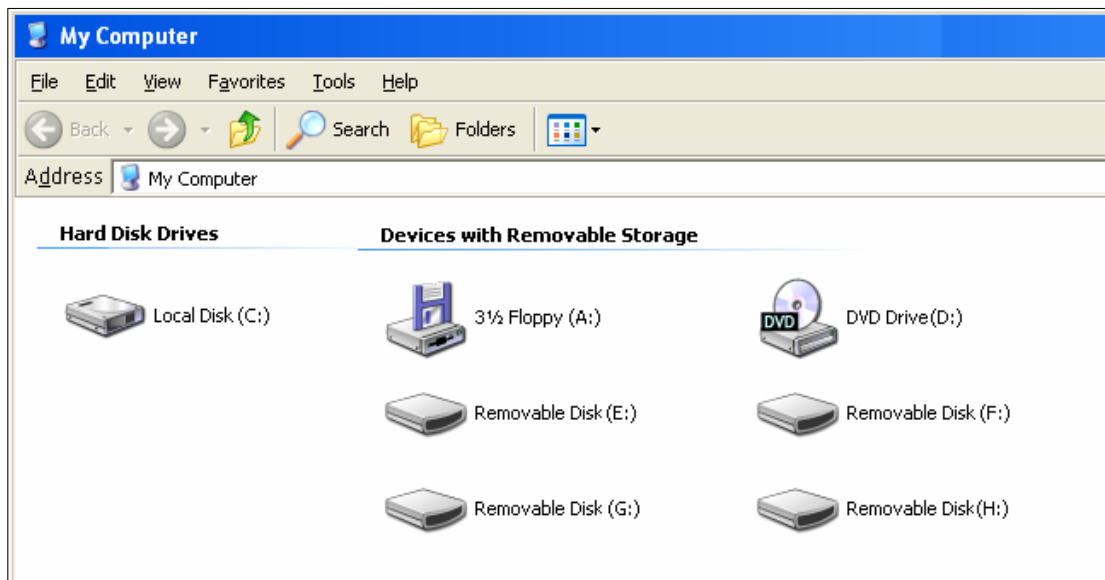 My Computer
File Edit View Favorites Tools Help
Back Search Folders
Address My Computer
Hard Disk Drives Devices with Removable Storage
Local Disk (C:) 3½ Floppy (A:) DVD DVD Drive(D:)
Removable Disk (E:) Removable Disk (F:)
Removable Disk (G:) Removable Disk(H:)